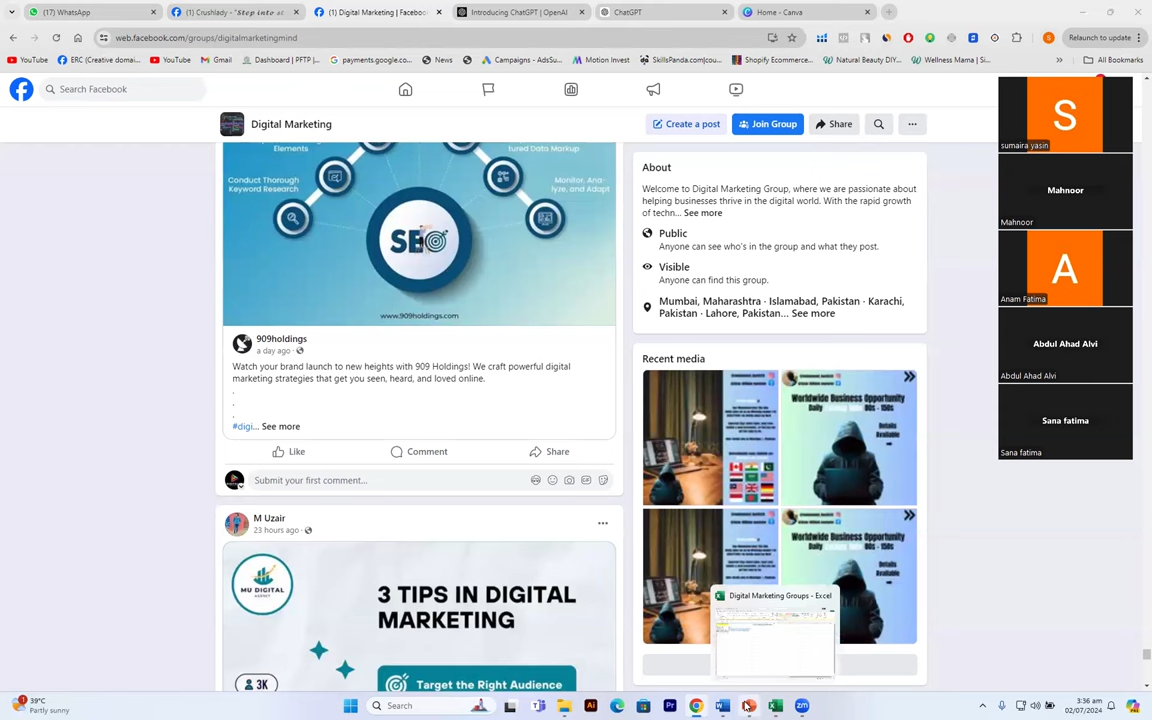 (17) WhatsApp
(1) Crushlady - "Step into st
(1) Digital Marketing | Facebook
Introducing ChatGPT | OpenAI
ChatGPT
Home - Canva
web.facebook.com/groups/digitalmarketingmind
Relaunch to update
YouTube
ERC (Creative domai...
YouTube
Gmail
Dashboard | PFTP |...
payments.google.co...
News
Campaigns - AdsSu...
Motion Invest
SkillsPanda.com|cou...
Shopify Ecommerce...
Natural Beauty DIY...
Wellness Mama | Si...
All Bookmarks
Search Facebook
Digital Marketing
Create a post
Join Group
Share
Elements
tured Data Markup
Conduct Thorough
Keyword Research
Monitor, Ana-
lyze, and Adapt
SEO
www.909holdings.com
909holdings
a day ago
Watch your brand launch to new heights with 909 Holdings! We craft powerful digital
marketing strategies that get you seen, heard, and loved online.
.
.
.
#digi... See more
Like
Comment
Share
Submit your first comment...
M Uzair
23 hours ago
MU DIGITAL
AGENCY
3 TIPS IN DIGITAL
MARKETING
3K
Target the Right Audience
About
Welcome to Digital Marketing Group, where we are passionate about
helping businesses thrive in the digital world. With the rapid growth
of techn... See more
Public
Anyone can see who's in the group and what they post.
Visible
Anyone can find this group.
Mumbai, Maharashtra · Islamabad, Pakistan · Karachi,
Pakistan · Lahore, Pakistan... See more
Recent media
Worldwide Business Opportunity
Details
Available
Worldwide Business Opportunity
Digital Marketing Groups - Excel
S
sumaira yasin
Mahnoor
Mahnoor
A
Anam Fatima
Abdul Ahad Alvi
Abdul Ahad Alvi
Sana fatima
Sana fatima
39°C
Partly sunny
Search
3:36 am
02/07/2024